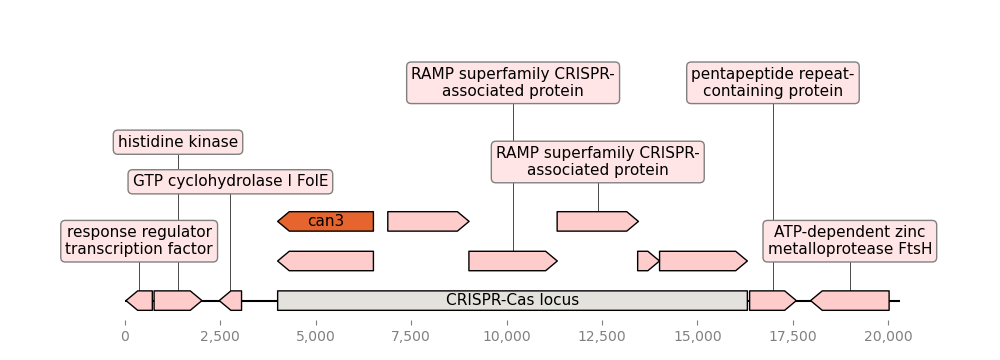 RAMP superfamily CRISPR-
associated protein
pentapeptide repeat-
containing protein
histidine kinase
RAMP superfamily CRISPR-
associated protein
GTP cyclohydrolase I FolE
can3
response regulator
transcription factor
ATP-dependent zinc
metalloprotease FtsH
CRISPR-Cas locus
0
2,500
5,000
7,500
10,000
12,500
15,000
17,500
20,000